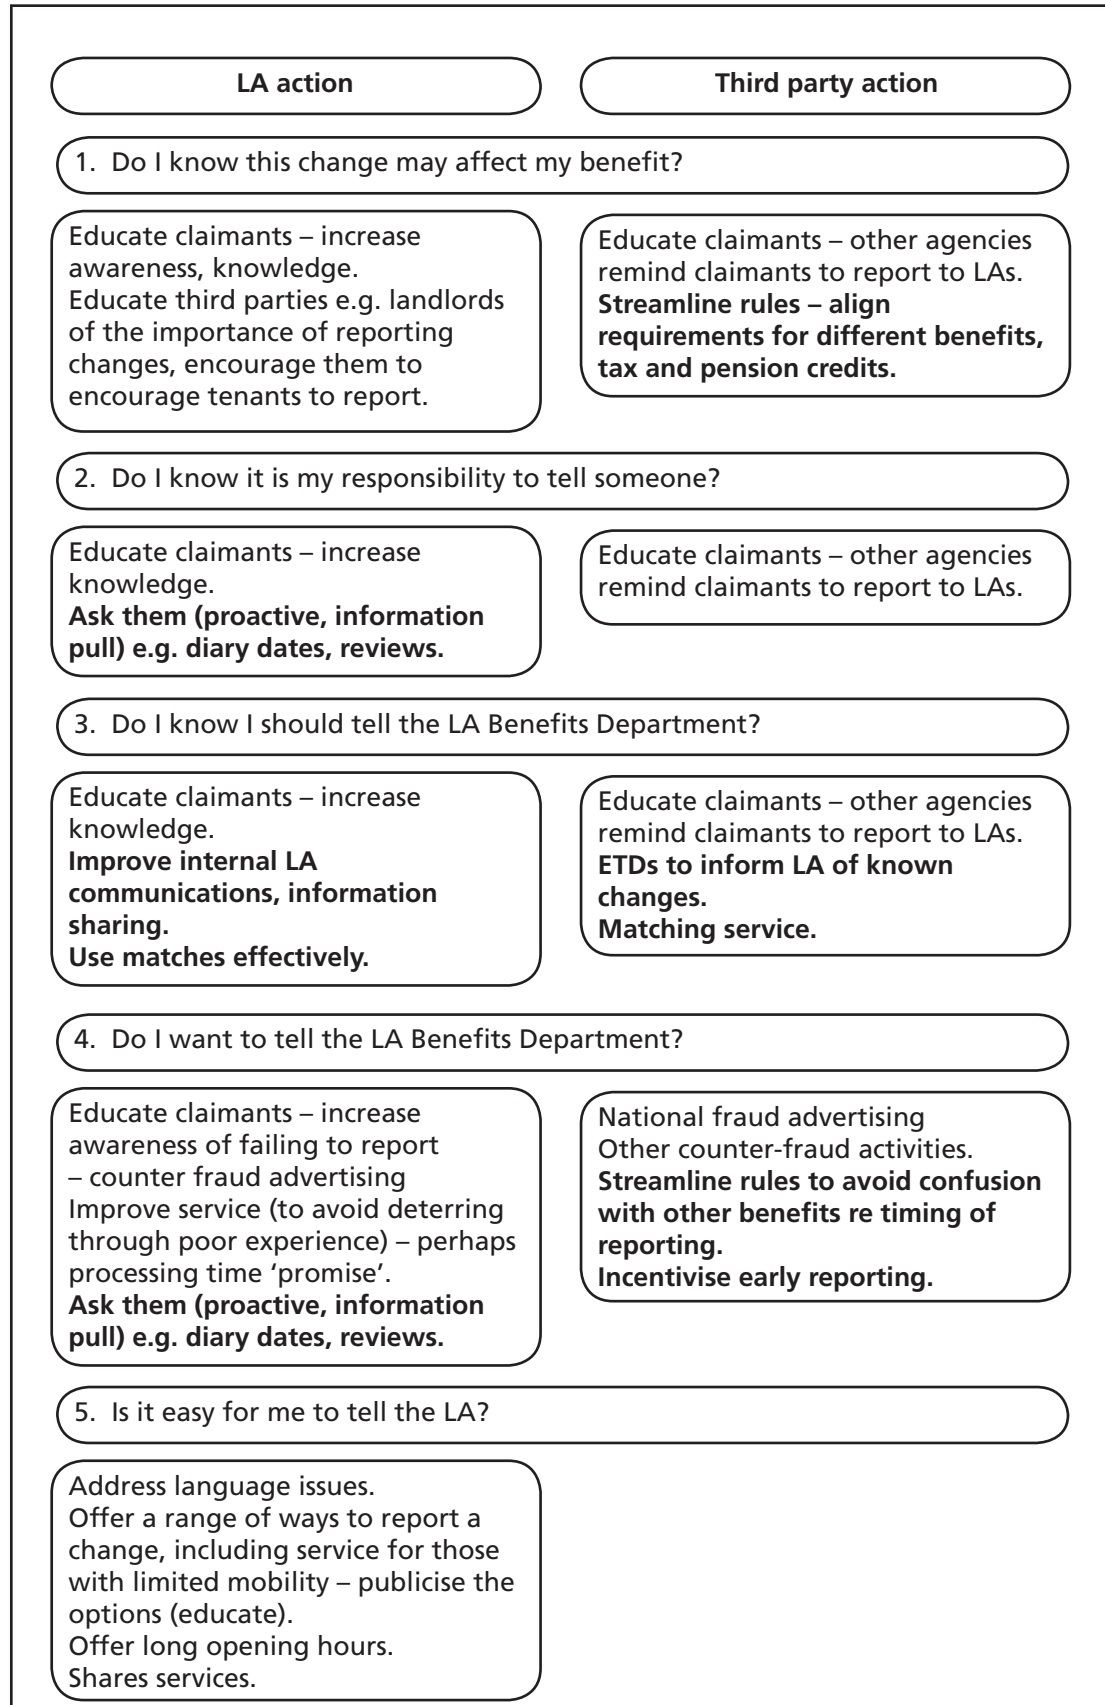 LA action
Third party action
1. Do I know this change may affect my benefit?
Educate claimants – increase
awareness, knowledge.
Educate third parties e.g. landlords
of the importance of reporting
changes, encourage them to
encourage tenants to report.
Educate claimants – other agencies
remind claimants to report to LAs.
Streamline rules – align
requirements for different benefits,
tax and pension credits.
2. Do I know it is my responsibility to tell someone?
Educate claimants – increase
knowledge.
Ask them (proactive, information
pull) e.g. diary dates, reviews.
Educate claimants – other agencies
remind claimants to report to LAs.
3. Do I know I should tell the LA Benefits Department?
Educate claimants – increase
knowledge.
Improve internal LA
communications, information
sharing.
Use matches effectively.
Educate claimants – other agencies
remind claimants to report to LAs.
ETDs to inform LA of known
changes.
Matching service.
4. Do I want to tell the LA Benefits Department?
Educate claimants – increase
awareness of failing to report
– counter fraud advertising
Improve service (to avoid deterring
through poor experience) – perhaps
processing time ‘promise’.
Ask them (proactive, information
pull) e.g. diary dates, reviews.
National fraud advertising
Other counter-fraud activities.
Streamline rules to avoid confusion
with other benefits re timing of
reporting.
Incentivise early reporting.
5. Is it easy for me to tell the LA?
Address language issues.
Offer a range of ways to report a
change, including service for those
with limited mobility – publicise the
options (educate).
Offer long opening hours.
Shares services.